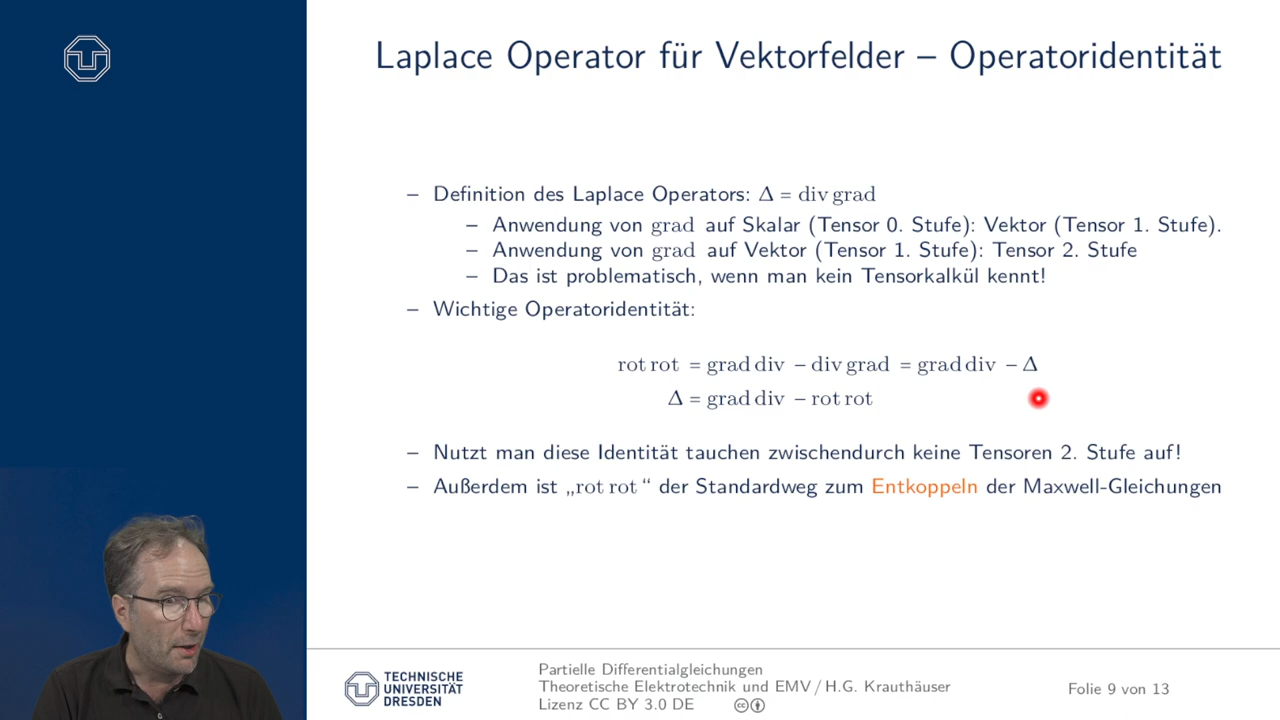 Laplace Operator für Vektorfelder – Operatoridentität
– Definition des Laplace Operators: Δ = div grad
– Anwendung von grad auf Skalar (Tensor 0. Stufe): Vektor (Tensor 1. Stufe).
– Anwendung von grad auf Vektor (Tensor 1. Stufe): Tensor 2. Stufe
– Das ist problematisch, wenn man kein Tensorkalkül kennt!
– Wichtige Operatoridentität:
rot rot = grad div − div grad = grad div − Δ
Δ = grad div − rot rot
– Nutzt man diese Identität tauchen zwischendurch keine Tensoren 2. Stufe auf!
– Außerdem ist „rot rot “ der Standardweg zum Entkoppeln der Maxwell-Gleichungen
TECHNISCHE
UNIVERSITÄT
DRESDEN
Partielle Differentialgleichungen
Theoretische Elektrotechnik und EMV / H.G. Krauthäuser
Lizenz CC BY 3.0 DE
Folie 9 von 13